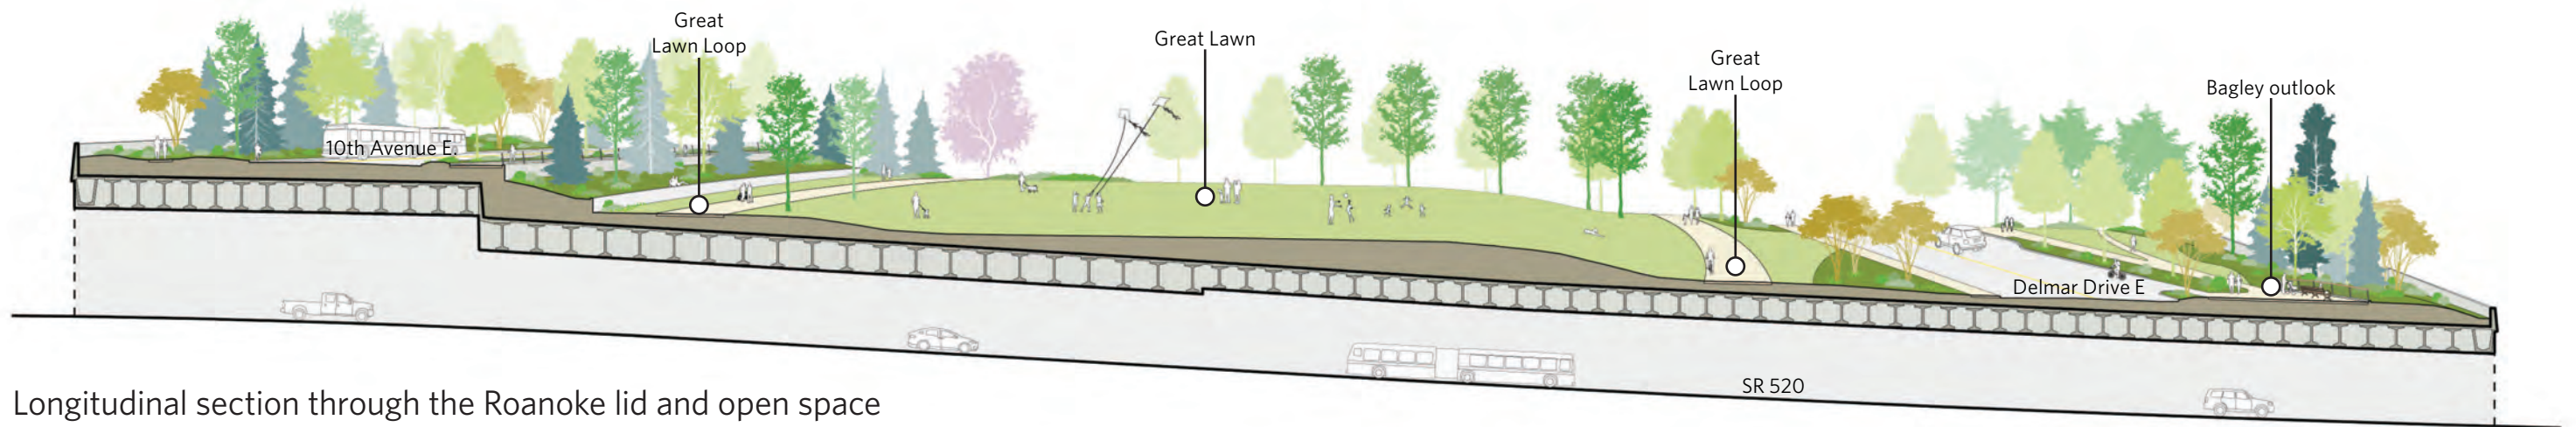 Great
Lawn Loop
Great Lawn
Great
Lawn Loop
Bagley outlook
10th Avenue E.
Delmar Drive E
SR 520
Longitudinal section through the Roanoke lid and open space